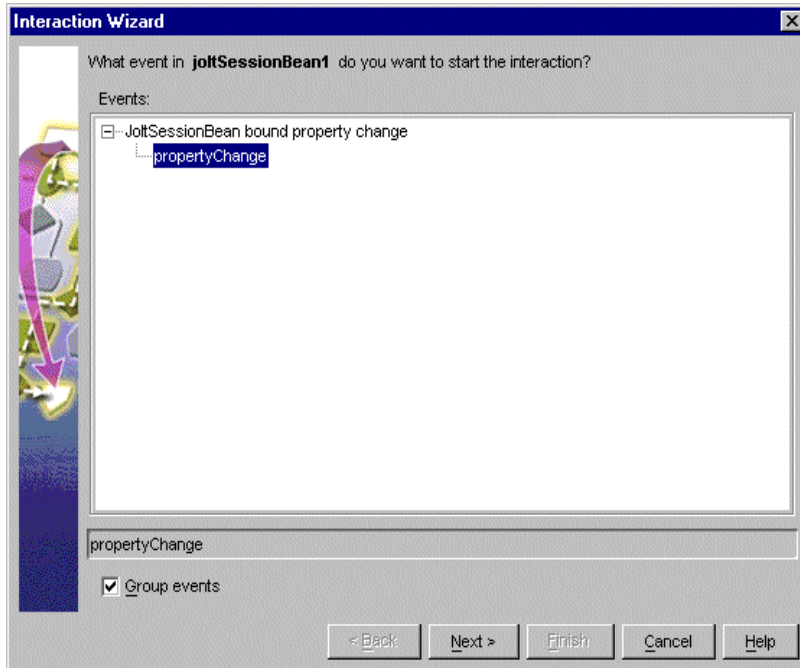 Interaction Wizard
What event in joltSessionBean1 do you want to start the interaction?
Events:
JoltSessionBean bound property change
propertyChange
propertyChange
Group events
< Back Next > Finish Cancel Help